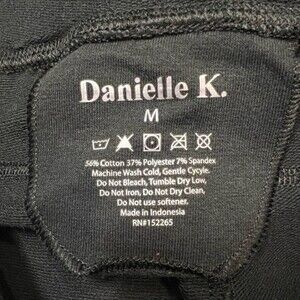 Danielle K.
M
56% Cotton 37% Polyester 7% Spandex
Machine Wash Cold, Gentle Cycyle.
Do Not Bleach, Tumble Dry Low,
Do Not Iron, Do Not Dry Clean,
Do Not use softener.
Made in Indonesia
RN#152265